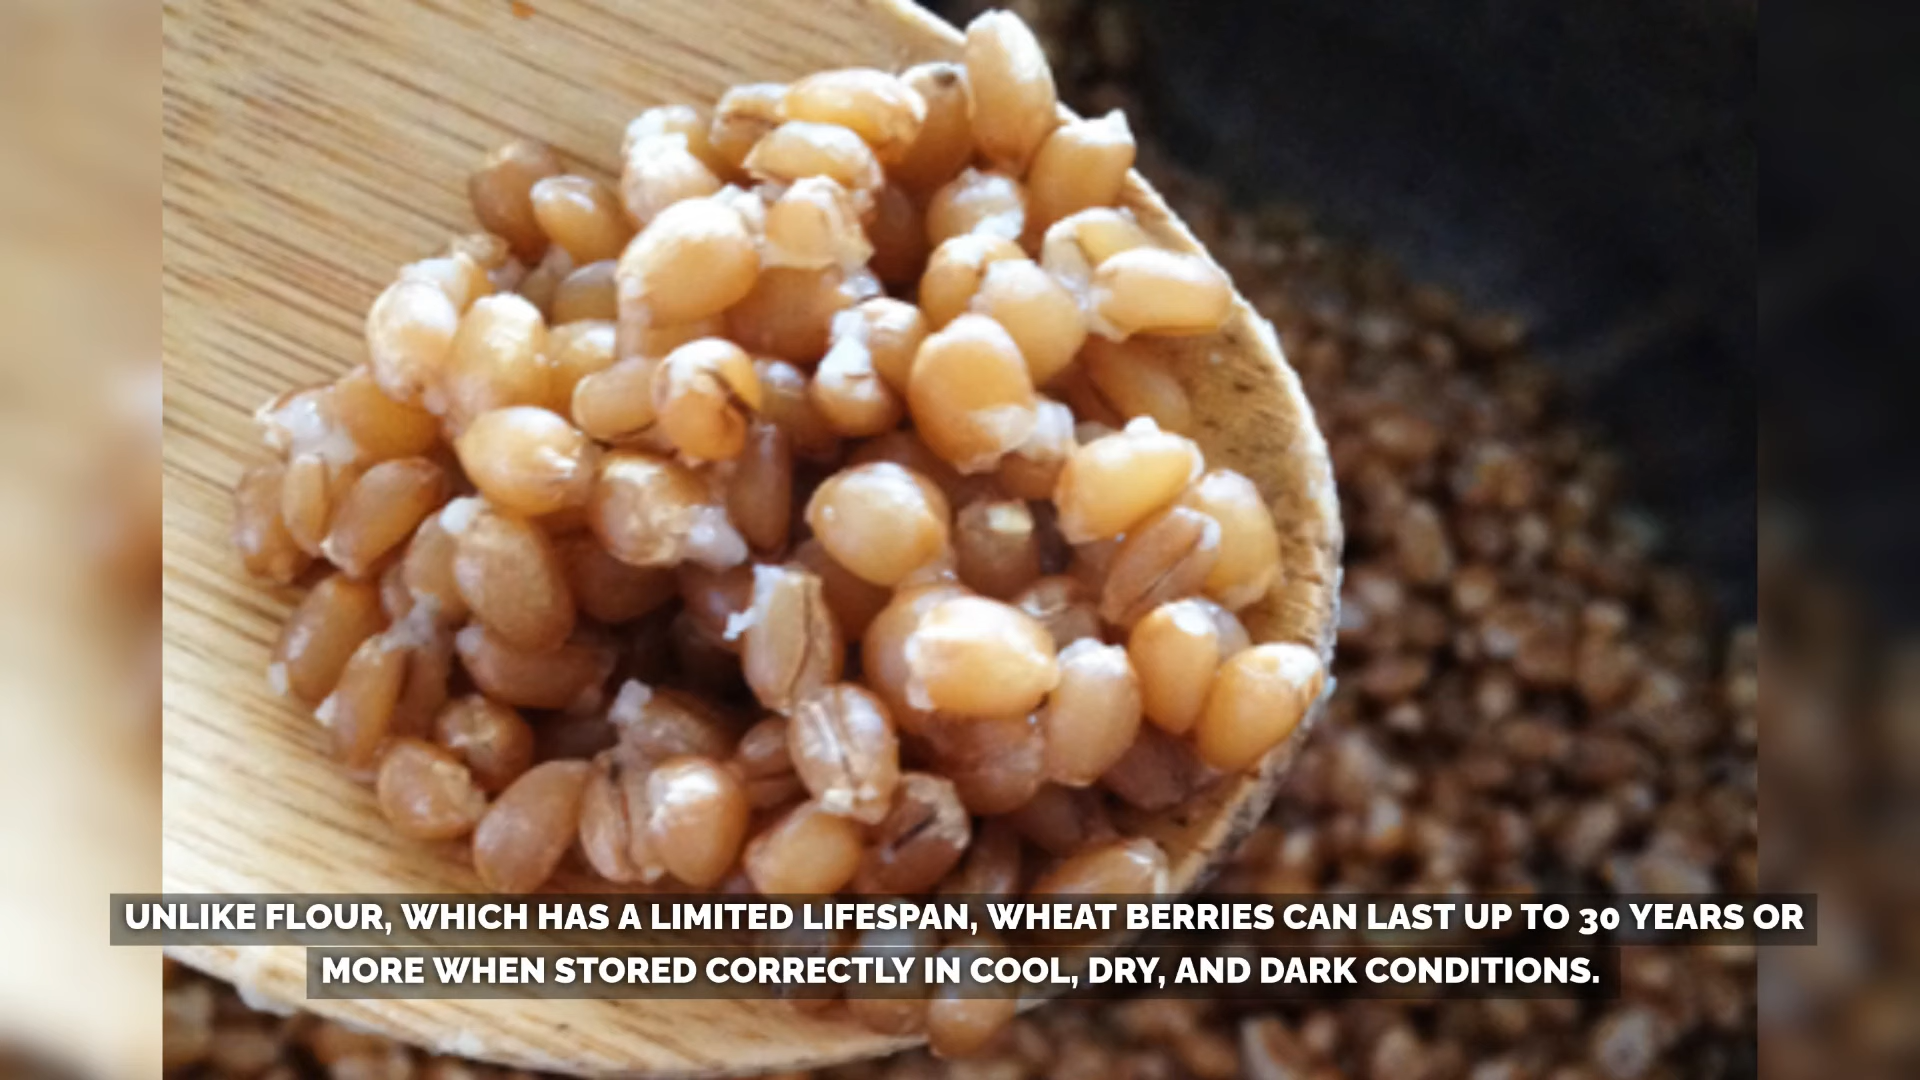 UNLIKE FLOUR, WHICH HAS A LIMITED LIFESPAN, WHEAT BERRIES CAN LAST UP TO 30 YEARS OR
MORE WHEN STORED CORRECTLY IN COOL, DRY, AND DARK CONDITIONS.